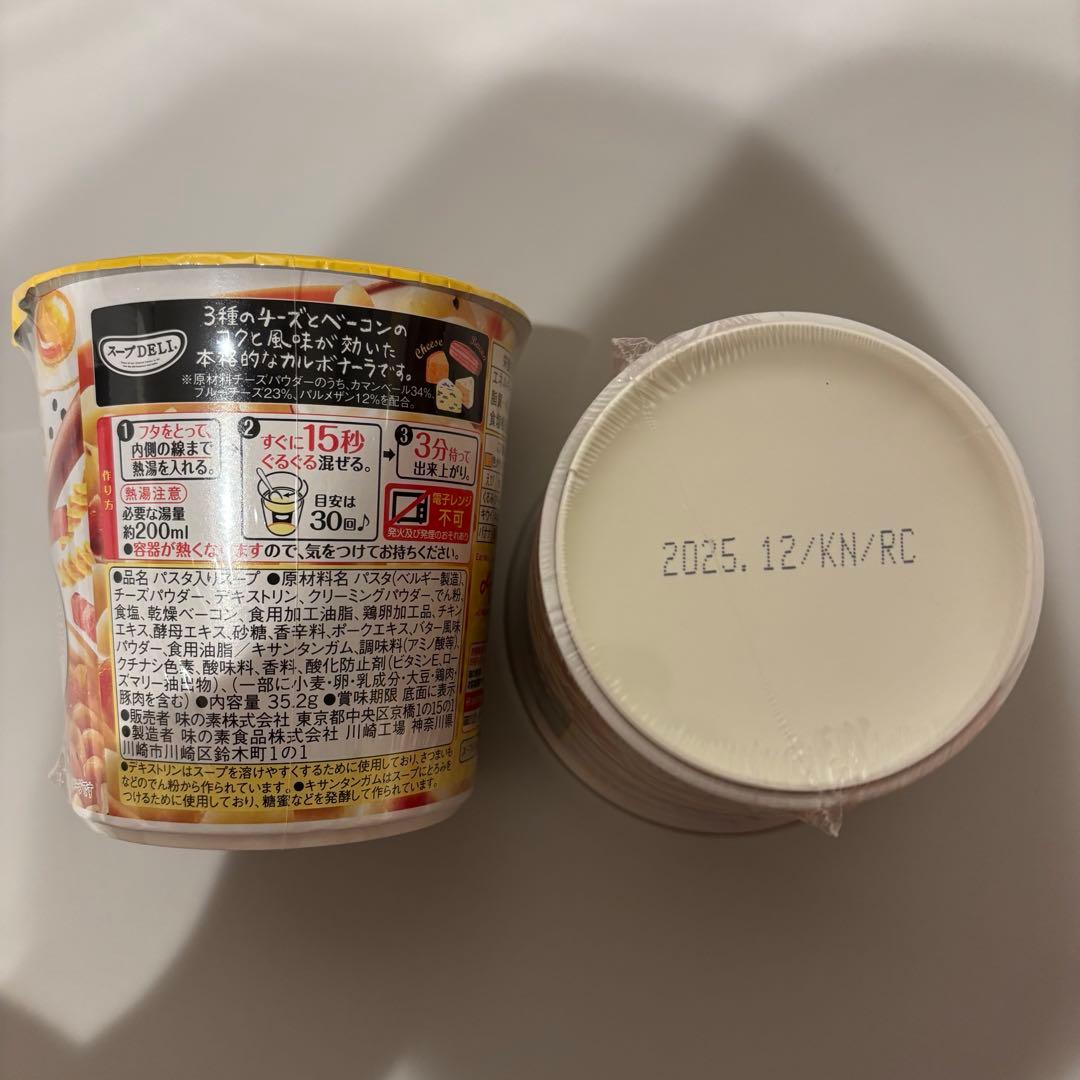 スープDELI
3種のチーズとベーコンの
コクと風味が効いた
本格的なカルボナーラです。
※原材料チーズパウダーのうち、カマンベール34%、
ブルーチーズ23%、パルメザン12%を配合。
Cheese
作り方
1 フタをとって、
内側の線まで
熱湯を入れる。
熱湯注意
必要な湯量
約200ml
2 すぐに15秒
ぐるぐる混ぜる。
目安は
30回♪
3 3分待って
出来上がり。
電子レンジ
不可
発火及び発煙のおそれあり
●容器が熱くなりますので、気をつけてお持ちください。
●品名 パスタ入りスープ ●原材料名 パスタ(ベルギー製造)、
チーズパウダー、デキストリン、クリーミングパウダー、でん粉、
食塩、乾燥ベーコン、食用加工油脂、鶏卵加工品、チキン
エキス、酵母エキス、砂糖、香辛料、ポークエキス、バター風味
パウダー、食用油脂／キサンタンガム、調味料(アミノ酸等)、
クチナシ色素、酸味料、香料、酸化防止剤(ビタミンE、ロー
ズマリー抽出物)、(一部に小麦・卵・乳成分・大豆・鶏肉・
豚肉を含む) ●内容量 35.2g ●賞味期限 底面に表示
●販売者 味の素株式会社 東京都中央区京橋1の15の1
●製造者 味の素食品株式会社 川崎工場 神奈川県
川崎市川崎区鈴木町1の1
●デキストリンはスープを溶けやすくするために使用しており、さつまいも
などのでん粉から作られています。●キサンタンガムはスープにとろみを
つけるために使用しており、糖蜜などを発酵して作られています。
2025.12/KN/RC